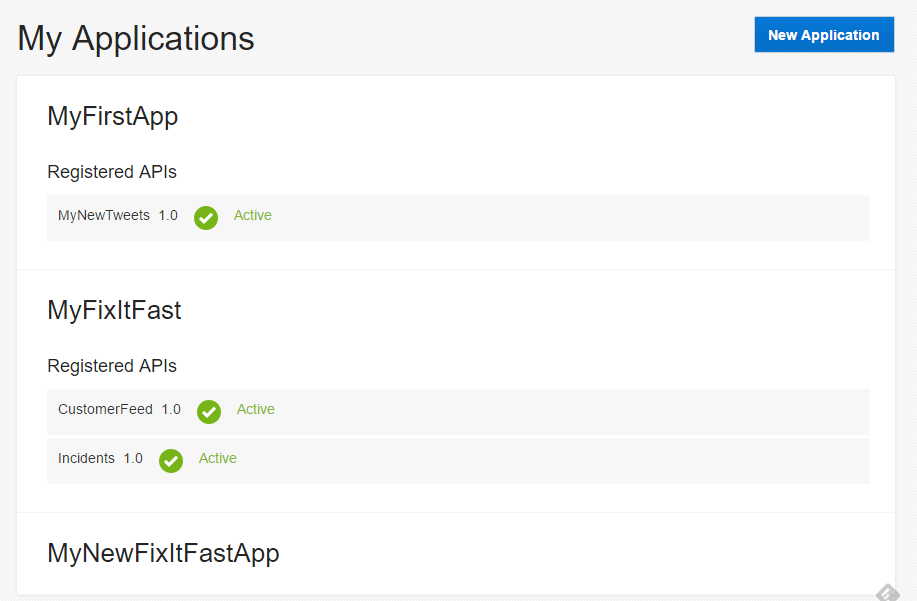 My Applications
New Application
MyFirstApp
Registered APIs
MyNewTweets 1.0 Active
MyFixItFast
Registered APIs
CustomerFeed 1.0 Active
Incidents 1.0 Active
MyNewFixItFastApp